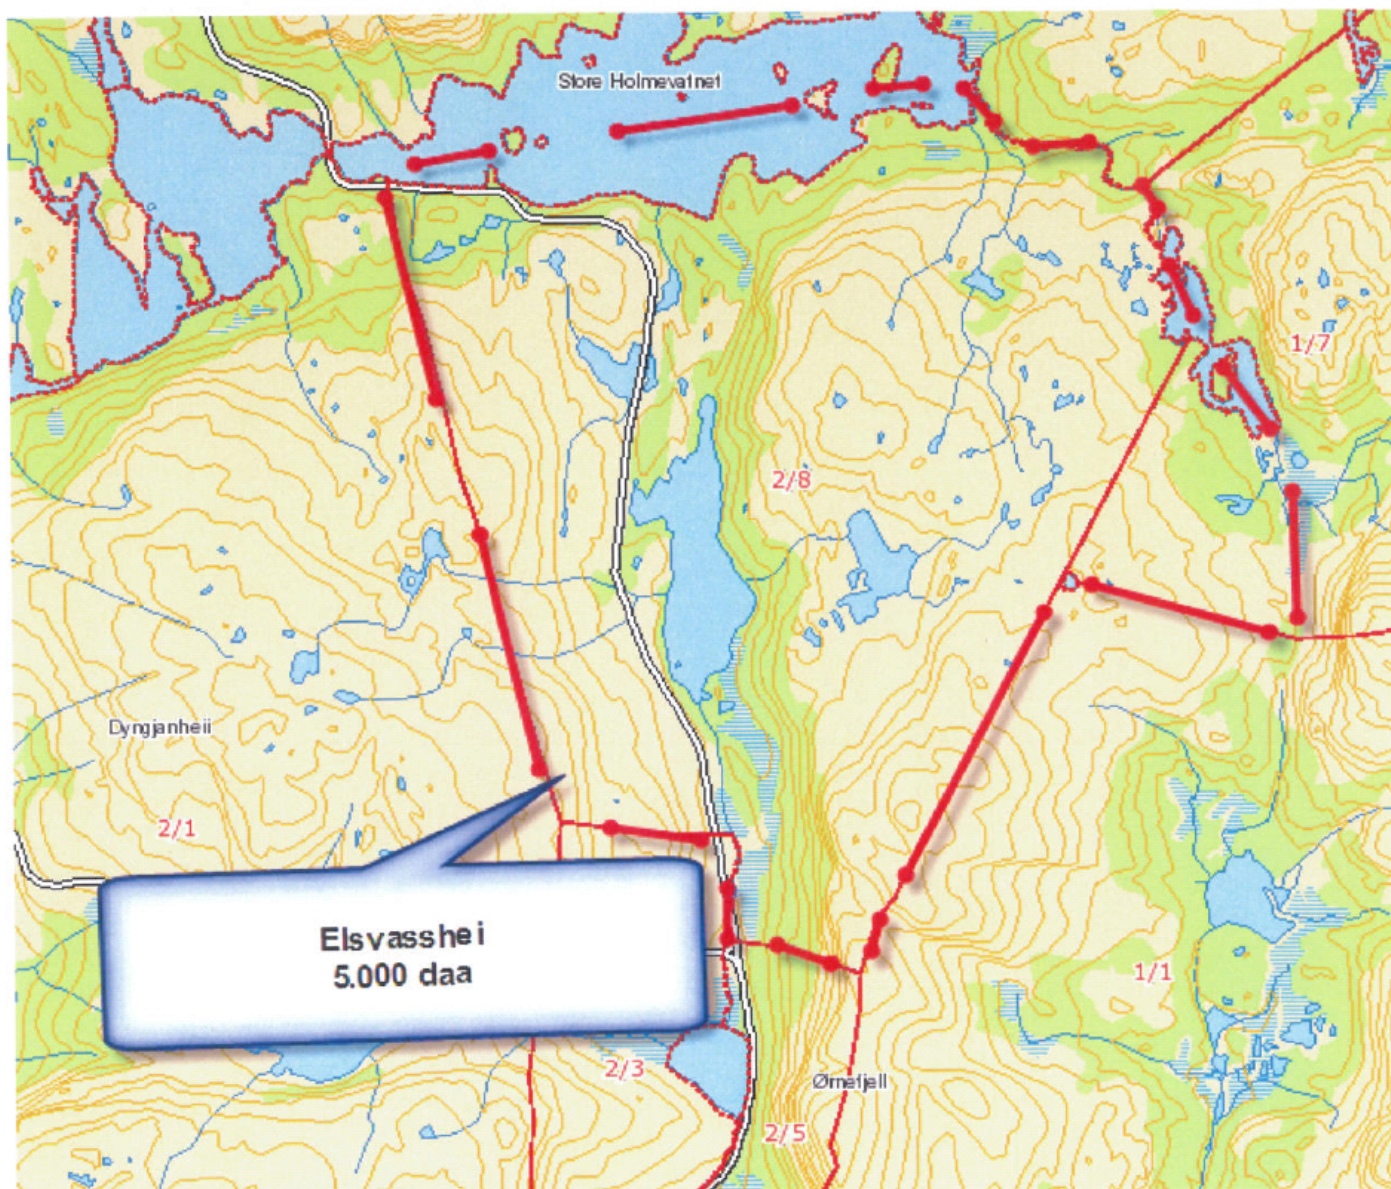 Store Holmevatnet
1/7
2/8
Dyngjanheii
2/1
Elsvasshei
5.000 daa
1/1
2/3
Ørnefjell
2/5